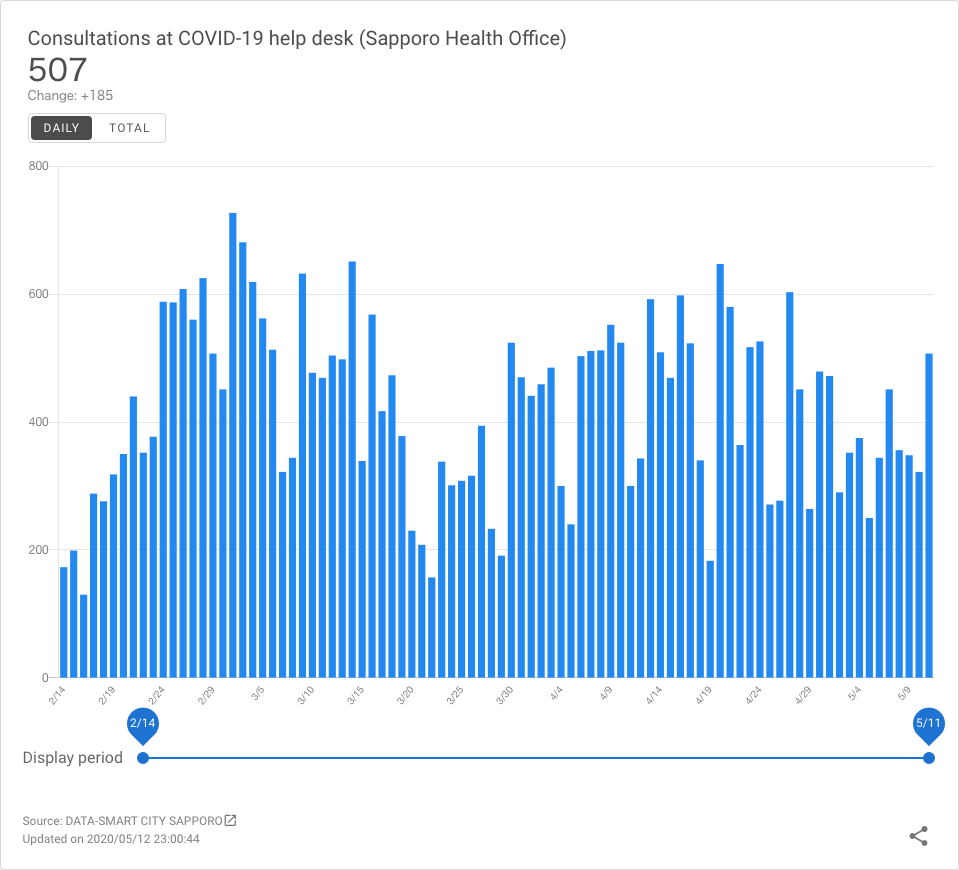 Consultations at COVID-19 help desk (Sapporo Health Office)
507
Change: +185
DAILY TOTAL
800
600
400
200
0
2/14 2/19 2/24 2/29 3/5 3/10 3/15 3/20 3/25 3/30 4/4 4/9 4/14 4/19 4/24 4/29 5/4 5/9
2/14 5/11
Display period
Source: DATA-SMART CITY SAPPORO
Updated on 2020/05/12 23:00:44